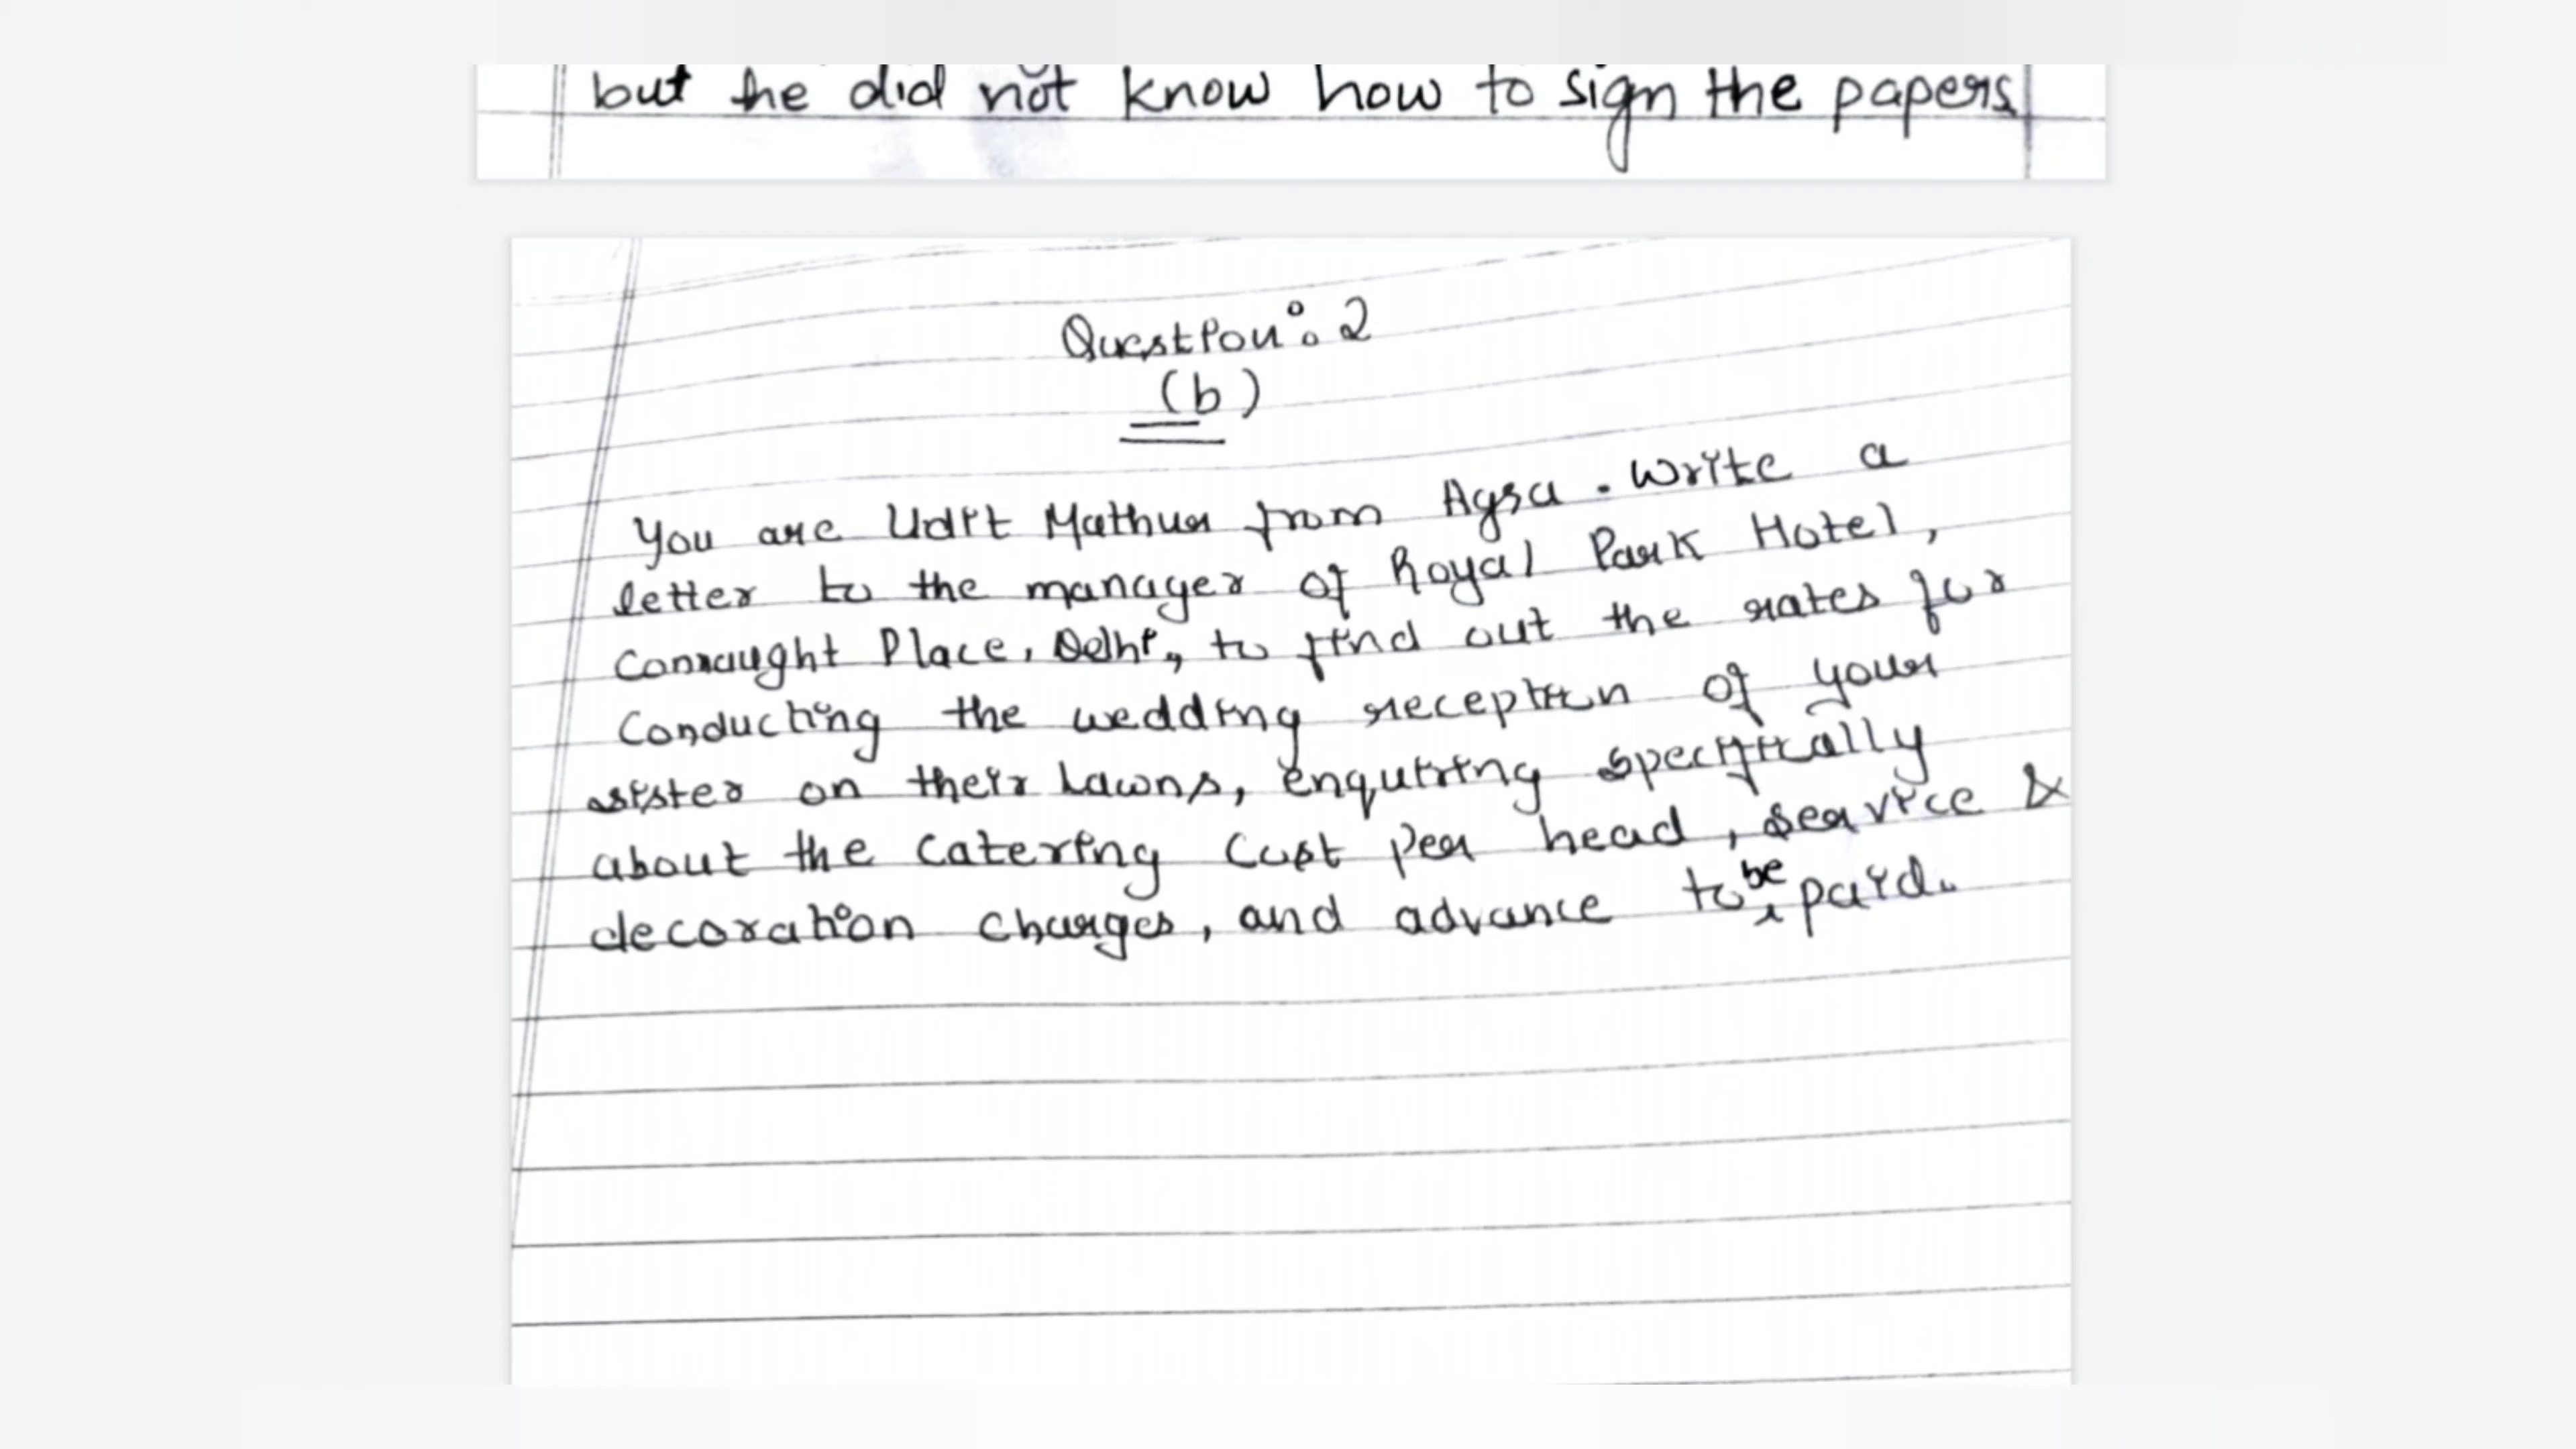 but he did not know how to sign the papers
Question: 2
(b)
You are Udit Mathur from Agra. Write a
letter to the manager of Royal Park Hotel,
Connaught Place, Delhi, to find out the rates for
Conducting the wedding reception of your
sister on their Lawns, enquiring specifically
about the catering Cost per head, service &
decoration charges, and advance to be paid.